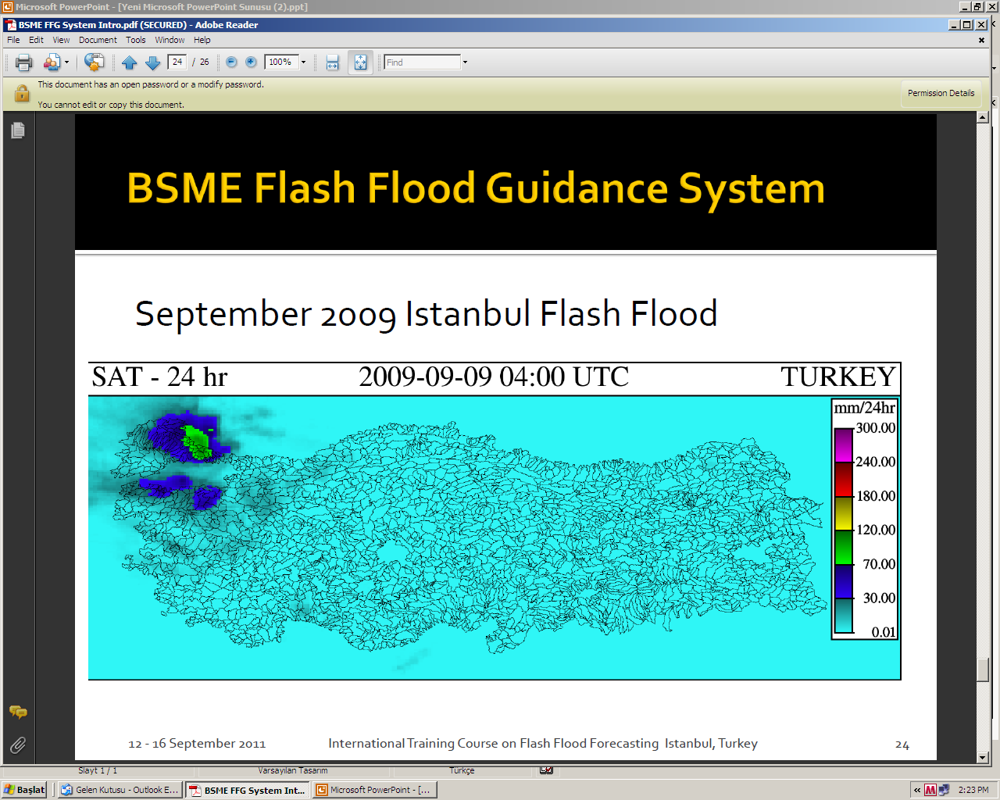 Microsoft PowerPoint - [Yeni Microsoft PowerPoint Sunusu (2).ppt]
BSME FFG System Intro.pdf (SECURED) - Adobe Reader
File Edit View Document Tools Window Help
24 / 26 100% Find
This document has an open password or a modify password.
You cannot edit or copy this document.
Permission Details
BSME Flash Flood Guidance System
September 2009 Istanbul Flash Flood
SAT - 24 hr 2009-09-09 04:00 UTC TURKEY
mm/24hr
300.00
240.00
180.00
120.00
70.00
30.00
0.01
12 - 16 September 2011 International Training Course on Flash Flood Forecasting Istanbul, Turkey 24
Slayt 1 / 1 Varsayılan Tasarım Türkçe
Başlat Gelen Kutusu - Outlook E... BSME FFG System Int... Microsoft PowerPoint - [... 2:23 PM